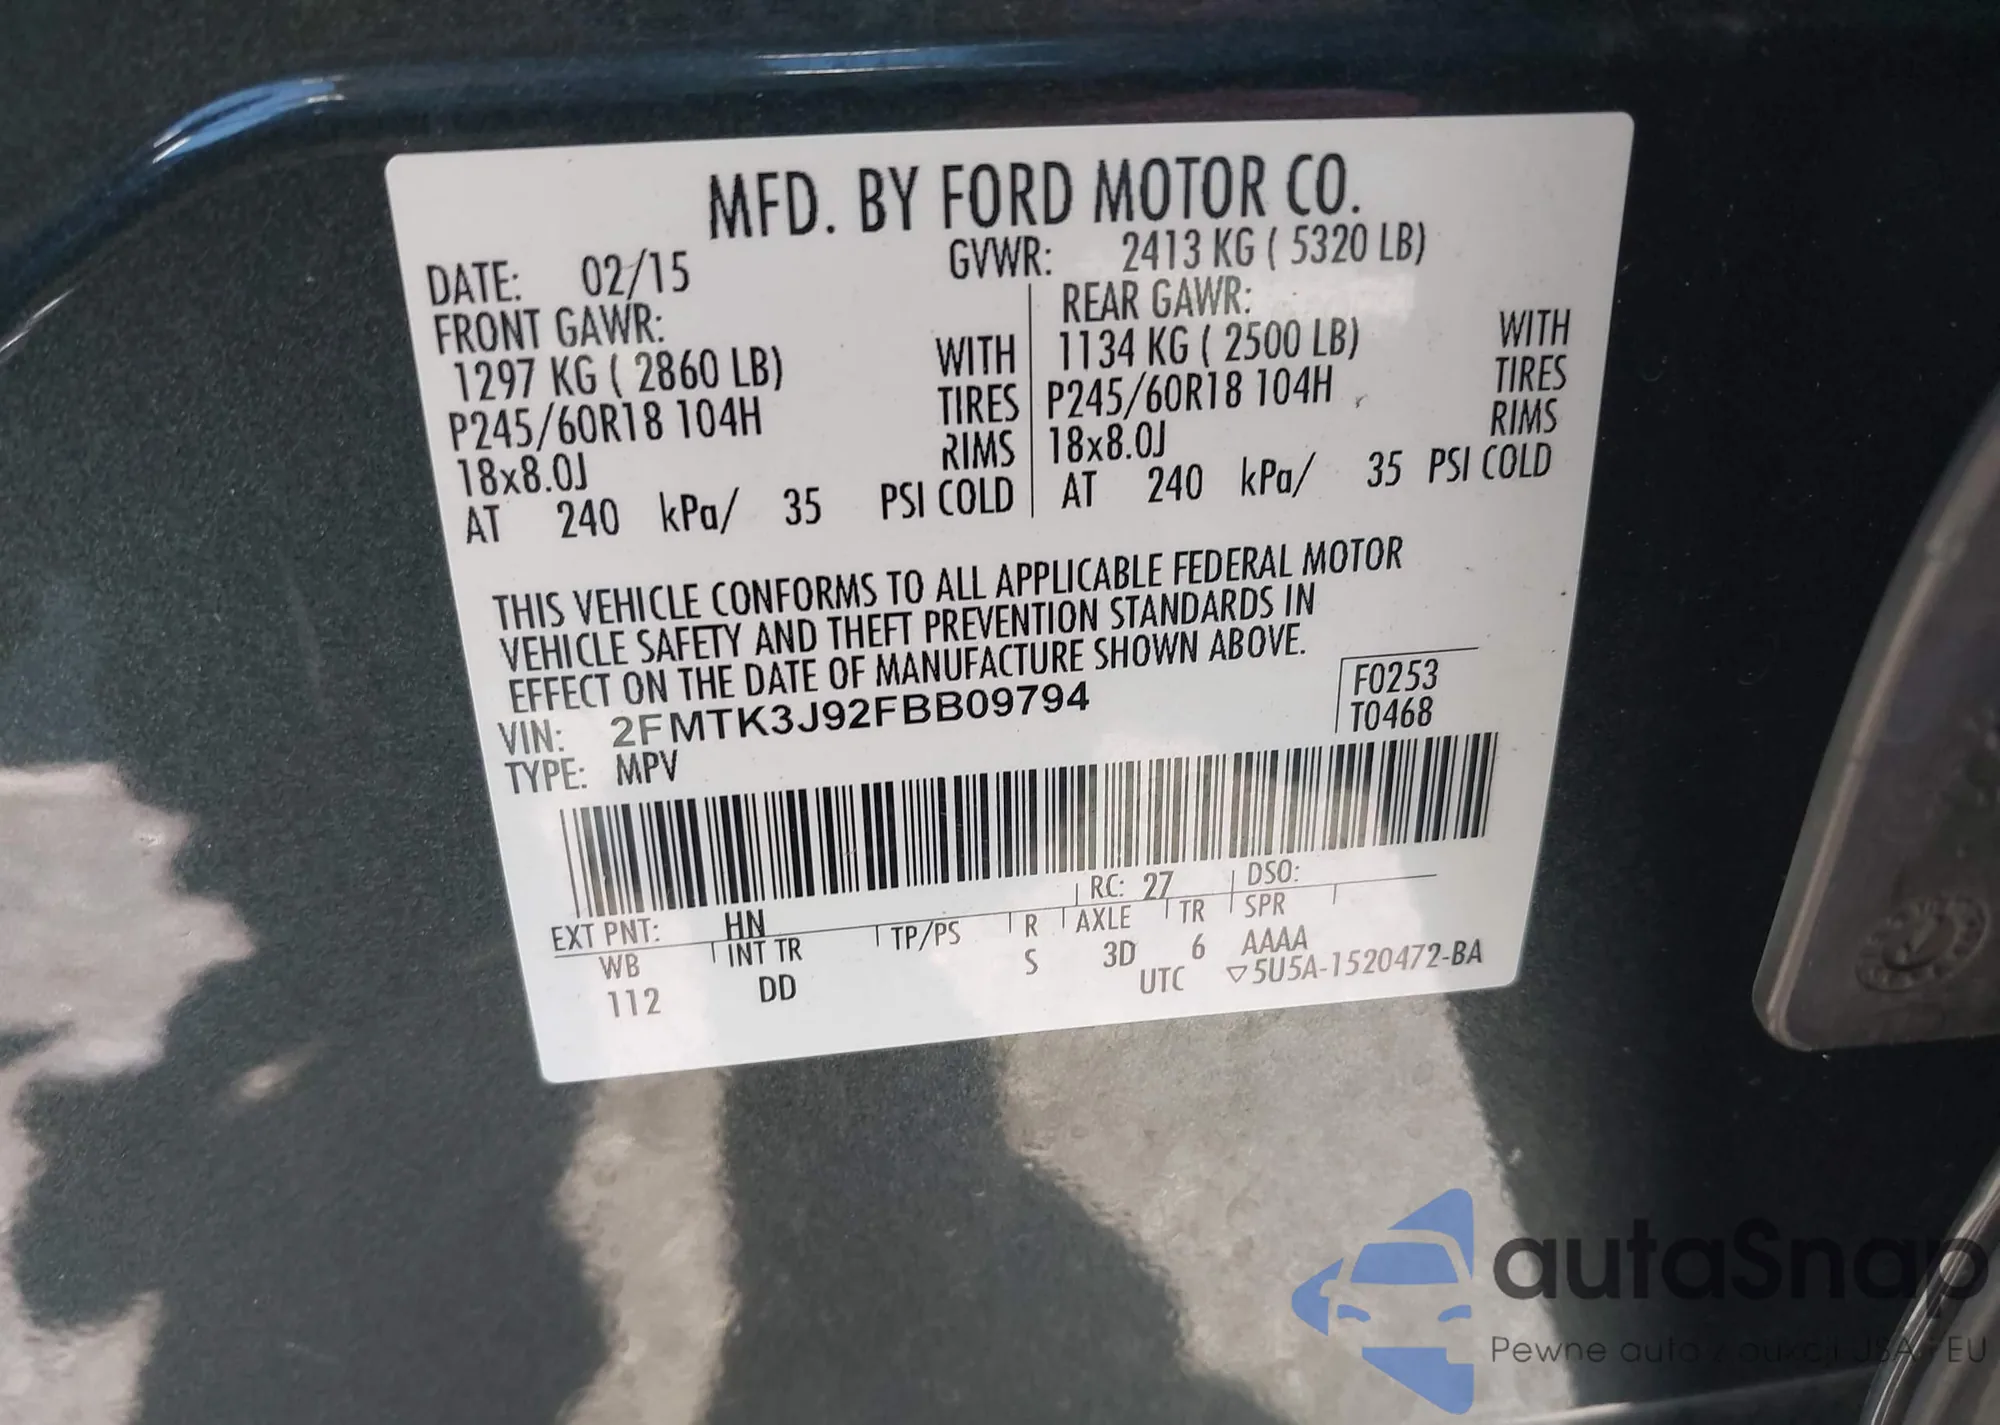 MFD. BY FORD MOTOR CO.
DATE: 02/15 GVWR: 2413 KG ( 5320 LB)
FRONT GAWR: REAR GAWR:
1297 KG ( 2860 LB) WITH 1134 KG ( 2500 LB) WITH
P245/60R18 104H TIRES P245/60R18 104H TIRES
18x8.0J RIMS 18x8.0J RIMS
AT 240 kPa/ 35 PSI COLD AT 240 kPa/ 35 PSI COLD
THIS VEHICLE CONFORMS TO ALL APPLICABLE FEDERAL MOTOR
VEHICLE SAFETY AND THEFT PREVENTION STANDARDS IN
EFFECT ON THE DATE OF MANUFACTURE SHOWN ABOVE.
VIN: 2FMTK3J92FBB09794 F0253
TYPE: MPV T0468
EXT PNT: HN RC: 27 DSO:
WB INT TR TP/PS R AXLE TR SPR
112 DD S 3D 6 AAAA
UTC ▽5U5A-1520472-BA
autaSnap
Pewne auta z aukcji USA i EU